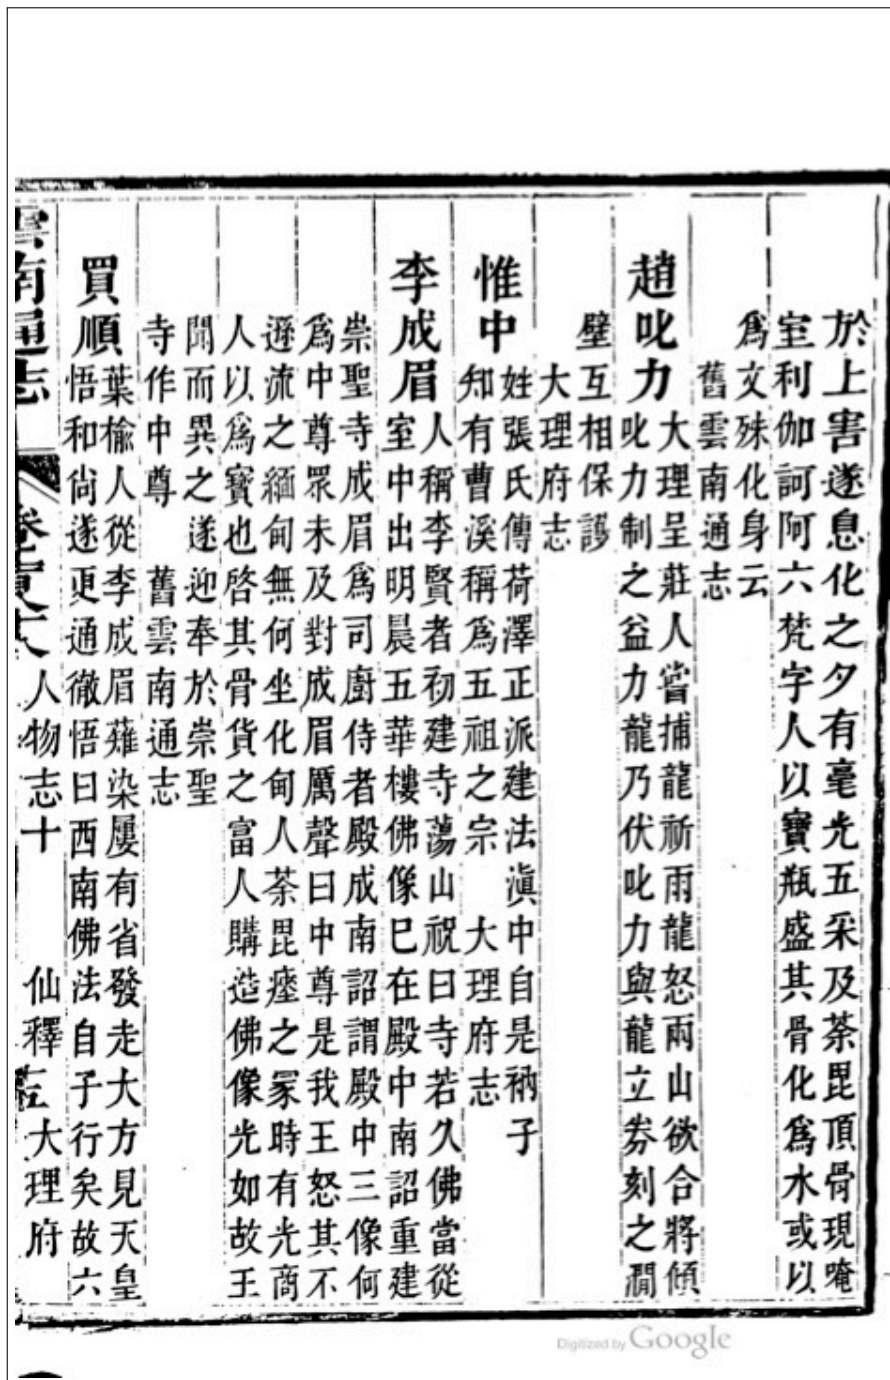 於上害遂息化之夕有毫光五采及荼毘頂骨現唵
室利伽訶阿六梵字人以寶瓶盛其骨化爲水或以
爲文殊化身云
舊雲南通志
趙叱力 大理呈莊人嘗捕龍祈雨龍怒兩山欲合將傾
叱力制之益力龍乃伏叱力與龍立劵刻之澗
壁互相保護
大理府志
惟中 姓張氏傳荷澤正派建法滇中自是衲子
知有曹溪稱爲五祖之宗 大理府志
李成眉 人稱李賢者初建寺蕩山祝曰寺若久佛當從
室中出明晨五華樓佛像巳在殿中南詔重建
崇聖寺成眉爲司廚侍者殿成南詔謂殿中三像何
爲中尊眾未及對成眉厲聲曰中尊是我王怒其不
遜流之緬甸無何坐化甸人荼毘瘞之冢時有光商
人以爲寶也啓其骨貨之富人購造佛像光如故王
聞而異之遂迎奉於崇聖
寺作中尊 舊雲南通志
買順 葉榆人從李成眉薙染屢有省發走大方見天皇
悟和尙遂更通徹悟曰西南佛法自子行矣故六
雲南通志 卷 人物志十 仙釋 大理府
Digitized by Google